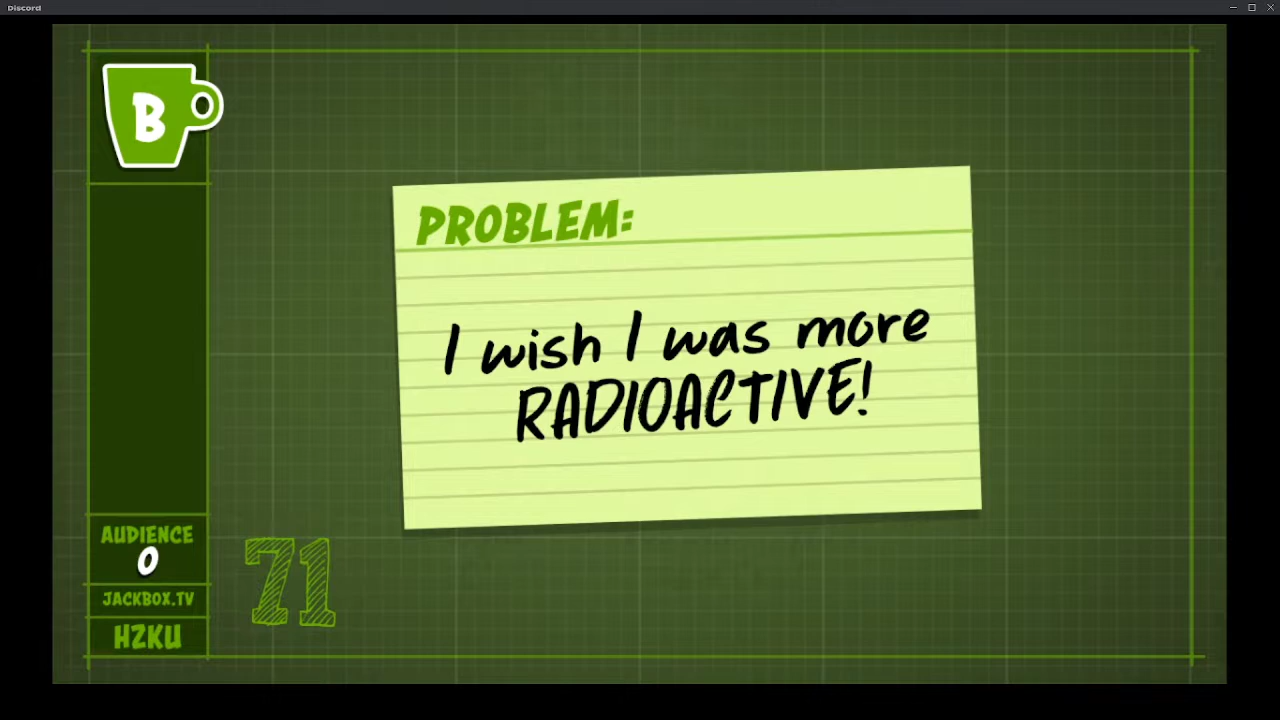 Discord
B
PROBLEM:
I wish I was more
RADIOACTIVE!
AUDIENCE
0
71
JACKBOX.TV
HZKU